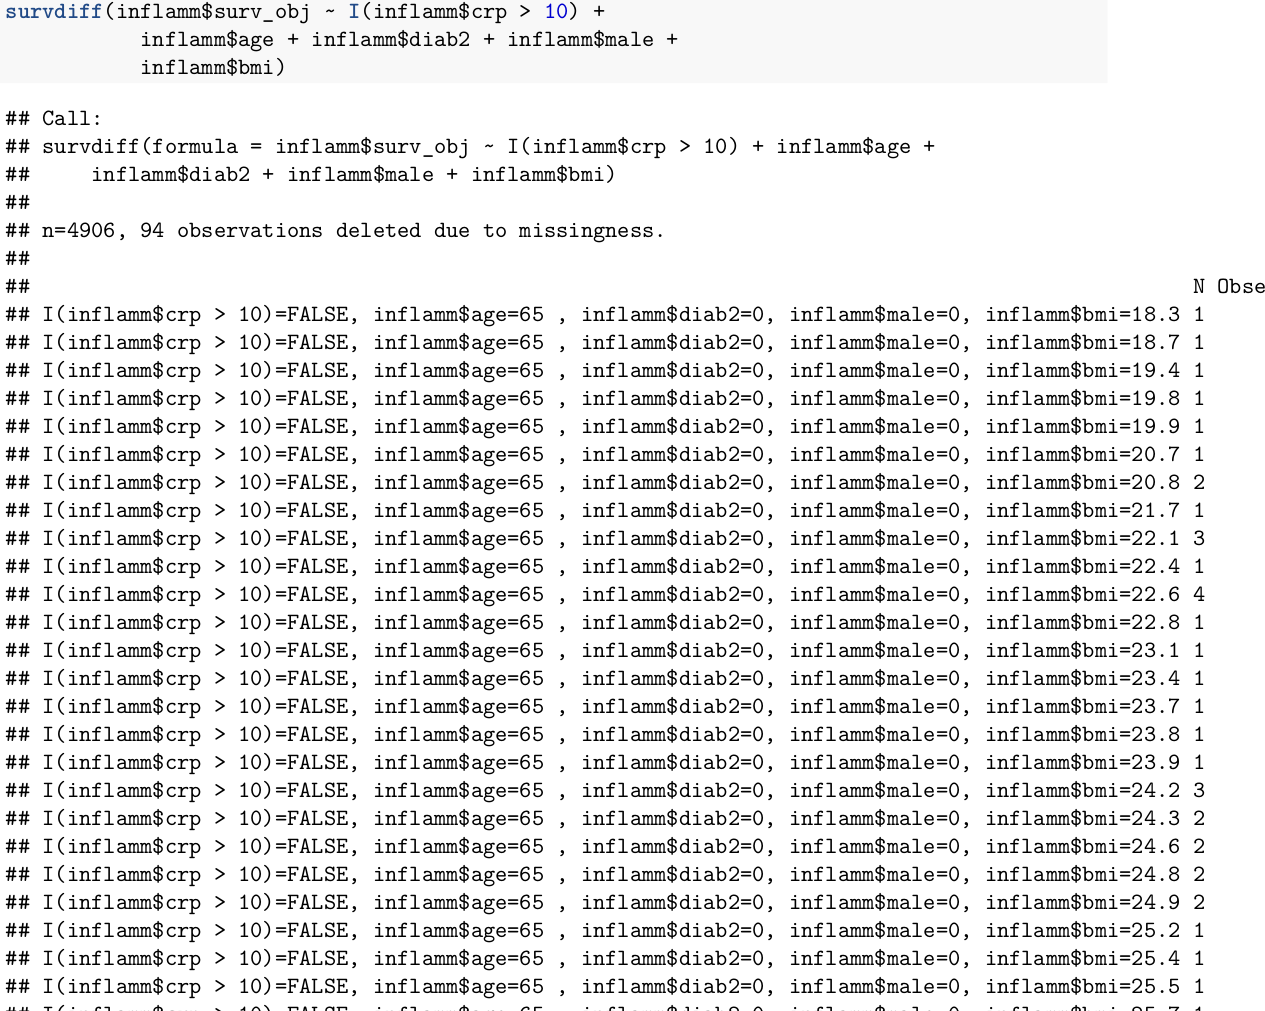 survdiff(inflamm$surv_obj ~ I(inflamm$crp > 10) +
           inflamm$age + inflamm$diab2 + inflamm$male +
           inflamm$bmi)
## Call:
## survdiff(formula = inflamm$surv_obj ~ I(inflamm$crp > 10) + inflamm$age +
##     inflamm$diab2 + inflamm$male + inflamm$bmi)
##
## n=4906, 94 observations deleted due to missingness.
##
## N Obse
## I(inflamm$crp > 10)=FALSE, inflamm$age=65 , inflamm$diab2=0, inflamm$male=0, inflamm$bmi=18.3 1
## I(inflamm$crp > 10)=FALSE, inflamm$age=65 , inflamm$diab2=0, inflamm$male=0, inflamm$bmi=18.7 1
## I(inflamm$crp > 10)=FALSE, inflamm$age=65 , inflamm$diab2=0, inflamm$male=0, inflamm$bmi=19.4 1
## I(inflamm$crp > 10)=FALSE, inflamm$age=65 , inflamm$diab2=0, inflamm$male=0, inflamm$bmi=19.8 1
## I(inflamm$crp > 10)=FALSE, inflamm$age=65 , inflamm$diab2=0, inflamm$male=0, inflamm$bmi=19.9 1
## I(inflamm$crp > 10)=FALSE, inflamm$age=65 , inflamm$diab2=0, inflamm$male=0, inflamm$bmi=20.7 1
## I(inflamm$crp > 10)=FALSE, inflamm$age=65 , inflamm$diab2=0, inflamm$male=0, inflamm$bmi=20.8 2
## I(inflamm$crp > 10)=FALSE, inflamm$age=65 , inflamm$diab2=0, inflamm$male=0, inflamm$bmi=21.7 1
## I(inflamm$crp > 10)=FALSE, inflamm$age=65 , inflamm$diab2=0, inflamm$male=0, inflamm$bmi=22.1 3
## I(inflamm$crp > 10)=FALSE, inflamm$age=65 , inflamm$diab2=0, inflamm$male=0, inflamm$bmi=22.4 1
## I(inflamm$crp > 10)=FALSE, inflamm$age=65 , inflamm$diab2=0, inflamm$male=0, inflamm$bmi=22.6 4
## I(inflamm$crp > 10)=FALSE, inflamm$age=65 , inflamm$diab2=0, inflamm$male=0, inflamm$bmi=22.8 1
## I(inflamm$crp > 10)=FALSE, inflamm$age=65 , inflamm$diab2=0, inflamm$male=0, inflamm$bmi=23.1 1
## I(inflamm$crp > 10)=FALSE, inflamm$age=65 , inflamm$diab2=0, inflamm$male=0, inflamm$bmi=23.4 1
## I(inflamm$crp > 10)=FALSE, inflamm$age=65 , inflamm$diab2=0, inflamm$male=0, inflamm$bmi=23.7 1
## I(inflamm$crp > 10)=FALSE, inflamm$age=65 , inflamm$diab2=0, inflamm$male=0, inflamm$bmi=23.8 1
## I(inflamm$crp > 10)=FALSE, inflamm$age=65 , inflamm$diab2=0, inflamm$male=0, inflamm$bmi=23.9 1
## I(inflamm$crp > 10)=FALSE, inflamm$age=65 , inflamm$diab2=0, inflamm$male=0, inflamm$bmi=24.2 3
## I(inflamm$crp > 10)=FALSE, inflamm$age=65 , inflamm$diab2=0, inflamm$male=0, inflamm$bmi=24.3 2
## I(inflamm$crp > 10)=FALSE, inflamm$age=65 , inflamm$diab2=0, inflamm$male=0, inflamm$bmi=24.6 2
## I(inflamm$crp > 10)=FALSE, inflamm$age=65 , inflamm$diab2=0, inflamm$male=0, inflamm$bmi=24.8 2
## I(inflamm$crp > 10)=FALSE, inflamm$age=65 , inflamm$diab2=0, inflamm$male=0, inflamm$bmi=24.9 2
## I(inflamm$crp > 10)=FALSE, inflamm$age=65 , inflamm$diab2=0, inflamm$male=0, inflamm$bmi=25.2 1
## I(inflamm$crp > 10)=FALSE, inflamm$age=65 , inflamm$diab2=0, inflamm$male=0, inflamm$bmi=25.4 1
## I(inflamm$crp > 10)=FALSE, inflamm$age=65 , inflamm$diab2=0, inflamm$male=0, inflamm$bmi=25.5 1